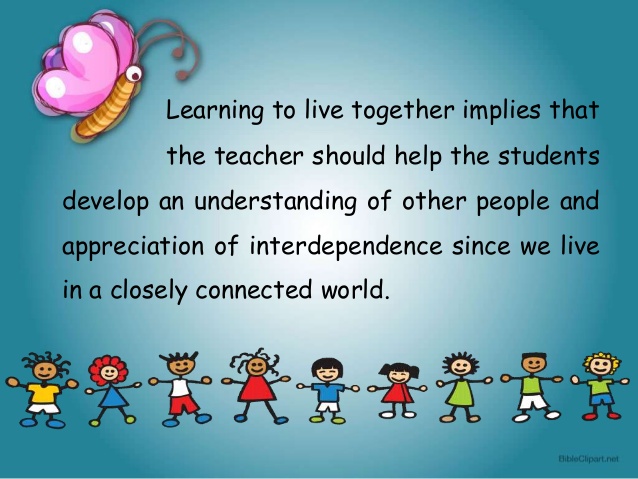 Learning to live together implies that
the teacher should help the students
develop an understanding of other people and
appreciation of interdependence since we live
in a closely connected world.
BibleClipart.net